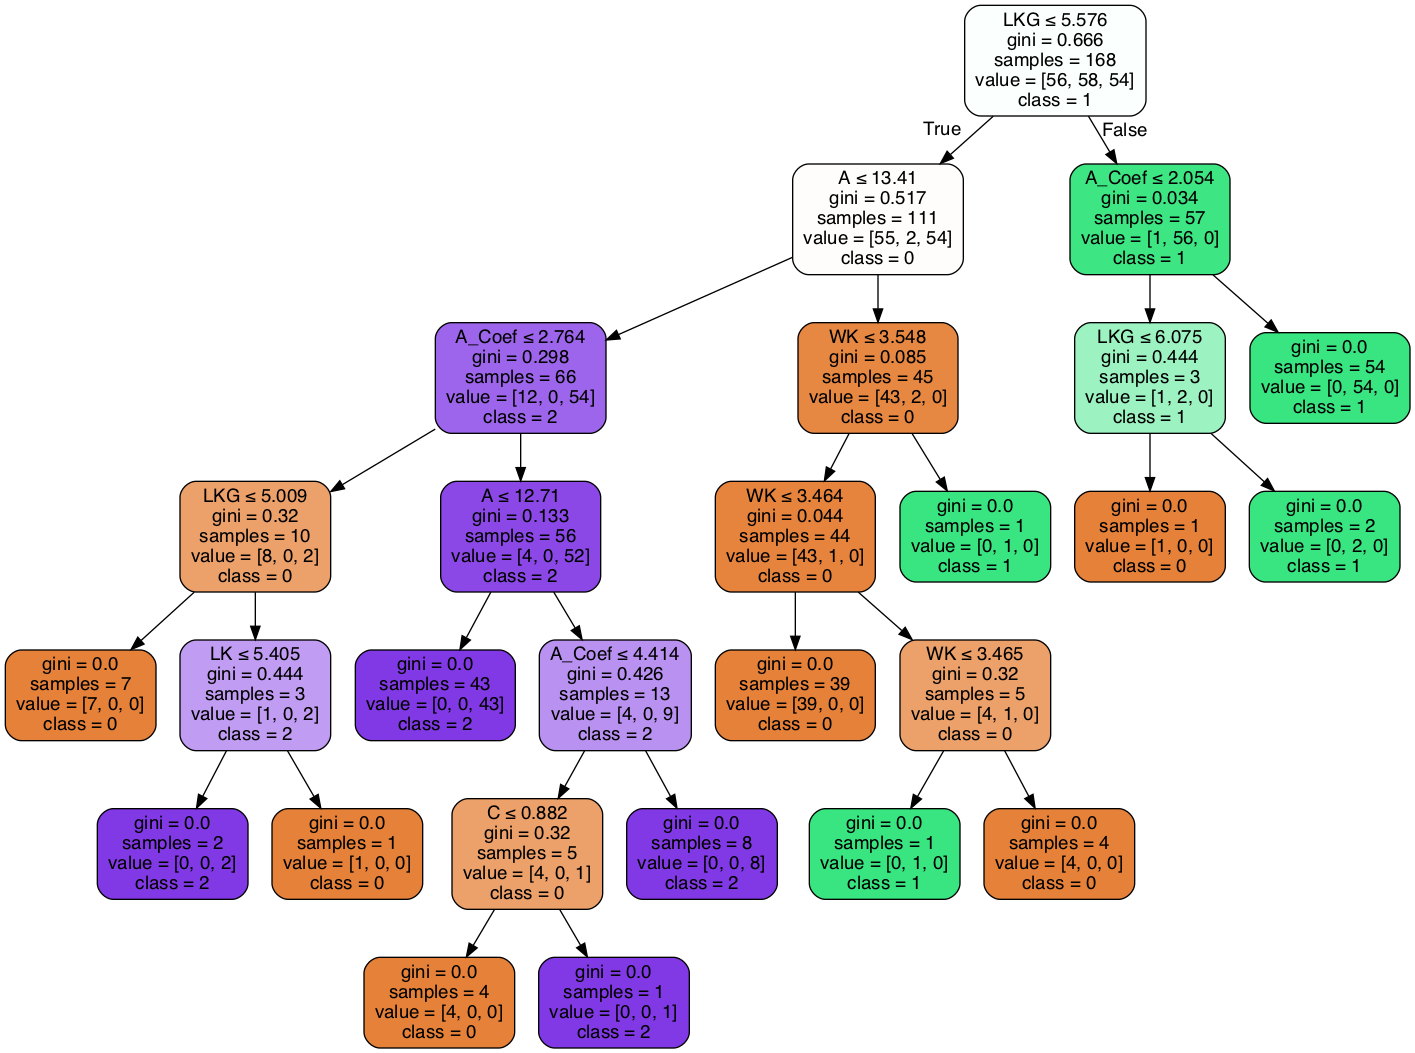 LKG ≤ 5.576
gini = 0.666
samples = 168
value = [56, 58, 54]
class = 1
True
False
A ≤ 13.41
gini = 0.517
samples = 111
value = [55, 2, 54]
class = 0
A_Coef ≤ 2.054
gini = 0.034
samples = 57
value = [1, 56, 0]
class = 1
A_Coef ≤ 2.764
gini = 0.298
samples = 66
value = [12, 0, 54]
class = 2
WK ≤ 3.548
gini = 0.085
samples = 45
value = [43, 2, 0]
class = 0
LKG ≤ 6.075
gini = 0.444
samples = 3
value = [1, 2, 0]
class = 1
gini = 0.0
samples = 54
value = [0, 54, 0]
class = 1
LKG ≤ 5.009
gini = 0.32
samples = 10
value = [8, 0, 2]
class = 0
A ≤ 12.71
gini = 0.133
samples = 56
value = [4, 0, 52]
class = 2
WK ≤ 3.464
gini = 0.044
samples = 44
value = [43, 1, 0]
class = 0
gini = 0.0
samples = 1
value = [0, 1, 0]
class = 1
gini = 0.0
samples = 1
value = [1, 0, 0]
class = 0
gini = 0.0
samples = 2
value = [0, 2, 0]
class = 1
gini = 0.0
samples = 7
value = [7, 0, 0]
class = 0
LK ≤ 5.405
gini = 0.444
samples = 3
value = [1, 0, 2]
class = 2
gini = 0.0
samples = 43
value = [0, 0, 43]
class = 2
A_Coef ≤ 4.414
gini = 0.426
samples = 13
value = [4, 0, 9]
class = 2
gini = 0.0
samples = 39
value = [39, 0, 0]
class = 0
WK ≤ 3.465
gini = 0.32
samples = 5
value = [4, 1, 0]
class = 0
gini = 0.0
samples = 2
value = [0, 0, 2]
class = 2
gini = 0.0
samples = 1
value = [1, 0, 0]
class = 0
C ≤ 0.882
gini = 0.32
samples = 5
value = [4, 0, 1]
class = 0
gini = 0.0
samples = 8
value = [0, 0, 8]
class = 2
gini = 0.0
samples = 1
value = [0, 1, 0]
class = 1
gini = 0.0
samples = 4
value = [4, 0, 0]
class = 0
gini = 0.0
samples = 4
value = [4, 0, 0]
class = 0
gini = 0.0
samples = 1
value = [0, 0, 1]
class = 2